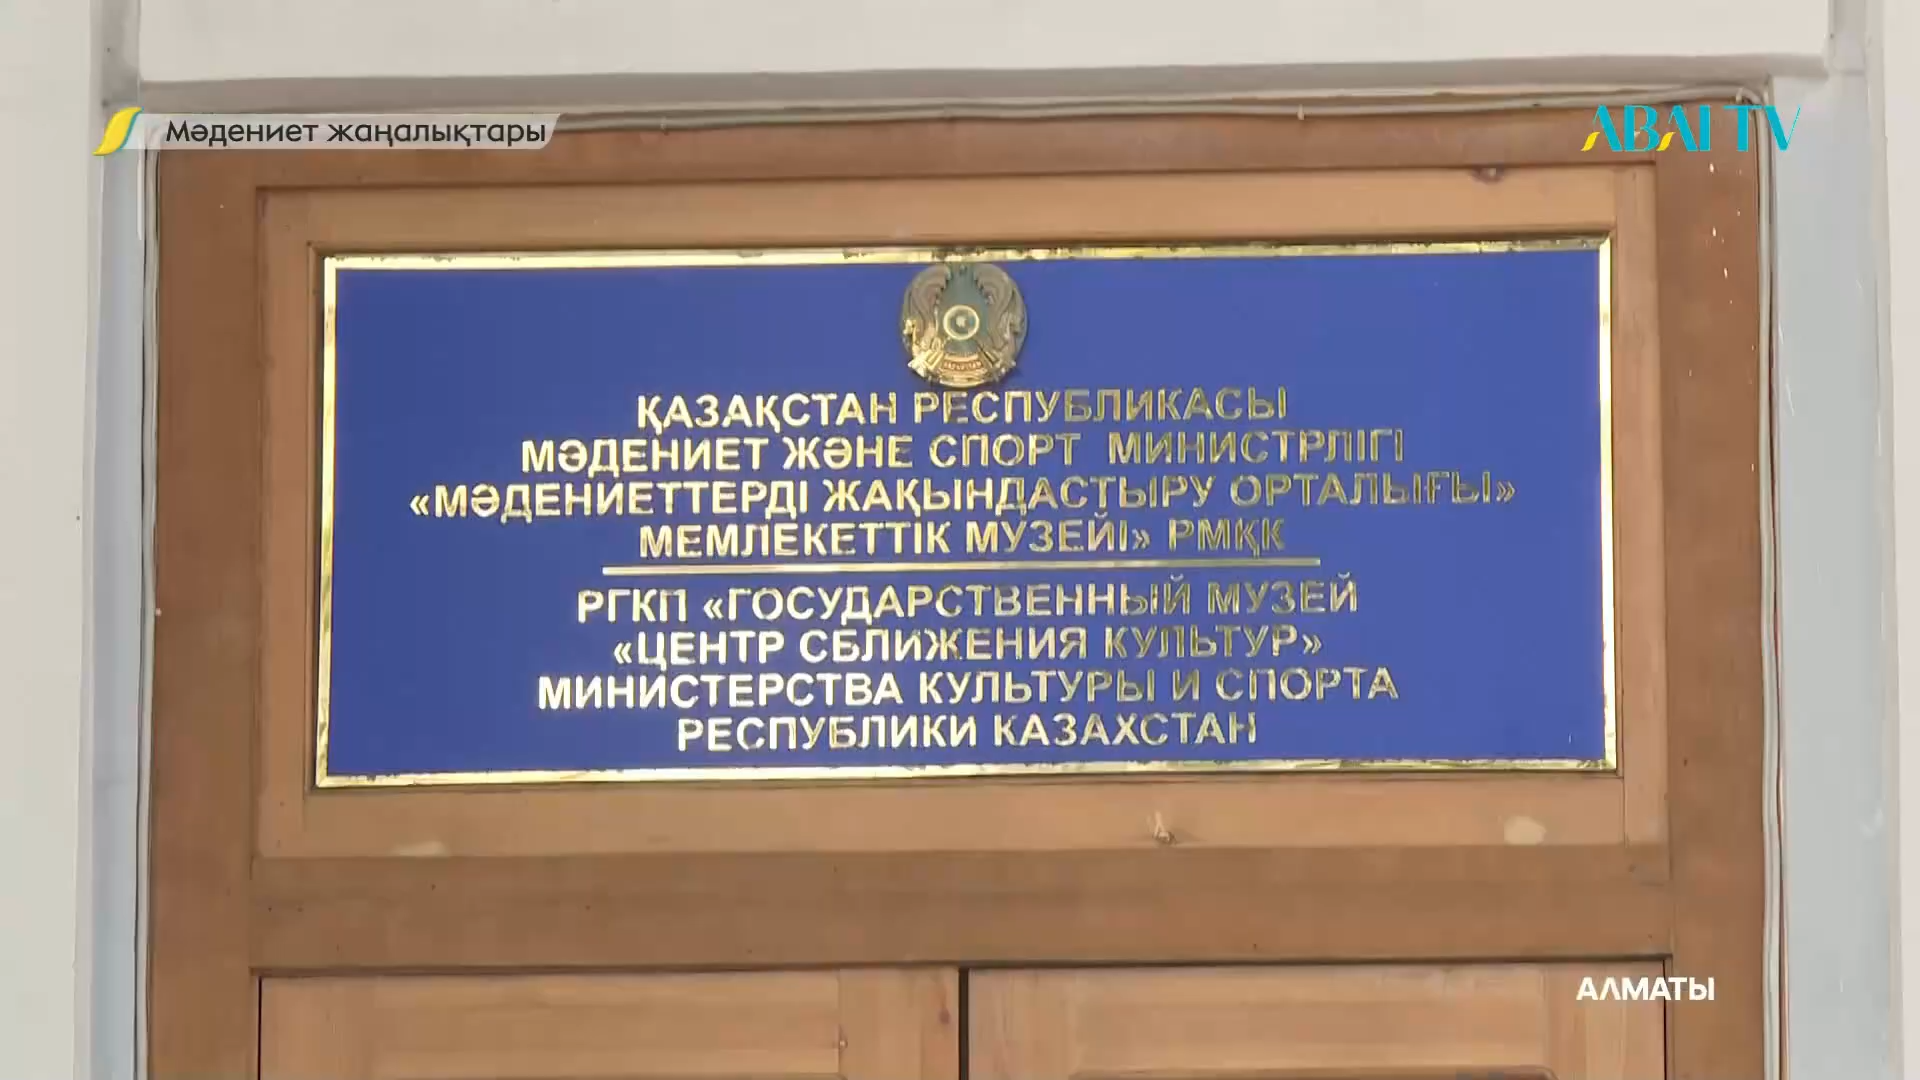 Мәдениет жаңалықтары
ABAI TV
ҚАЗАҚСТАН РЕСПУБЛИКАСЫ
МӘДЕНИЕТ ЖӘНЕ СПОРТ МИНИСТРЛІГІ
«МӘДЕНИЕТТЕРДІ ЖАҚЫНДАСТЫРУ ОРТАЛЫҒЫ»
МЕМЛЕКЕТТІК МУЗЕЙІ» РМҚК
РГКП «ГОСУДАРСТВЕННЫЙ МУЗЕЙ
«ЦЕНТР СБЛИЖЕНИЯ КУЛЬТУР»
МИНИСТЕРСТВА КУЛЬТУРЫ И СПОРТА
РЕСПУБЛИКИ КАЗАХСТАН
АЛМАТЫ